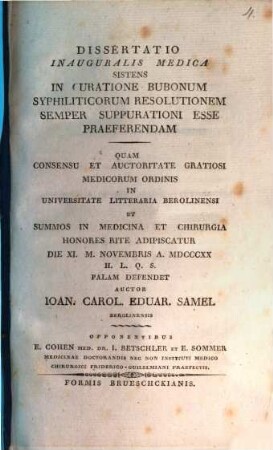 4.
DISSERTATIO
INAUGURALIS MEDICA
SISTENS
IN CURATIONE BUBONUM
SYPHILITICORUM RESOLUTIONEM
SEMPER SUPPURATIONI ESSE
PRAEFERENDAM
QUAM
CONSENSU ET AUCTORITATE GRATIOSI
MEDICORUM ORDINIS
IN
UNIVERSITATE LITTERARIA BEROLINENSI
UT
SUMMOS IN MEDICINA ET CHIRURGIA
HONORES RITE ADIPISCATUR
DIE XI. M. NOVEMBRIS A. MDCCCXX
H. L. Q. S.
PALAM DEFENDET
AUCTOR
IOAN. CAROL. EDUAR. SAMEL
BEROLINENSIS
OPPONENTIBUS
E. COHEN MED. DR. I. RETSCHLER ET E. SOMMER
MEDICINAE DOCTORANDIS NEC NON INSTITUTI MEDICO
CHIRURGICI FRIDERICO-GUILLEMIANI PRAEFECTIS.
FORMIS BRUESCHCKIANIS.